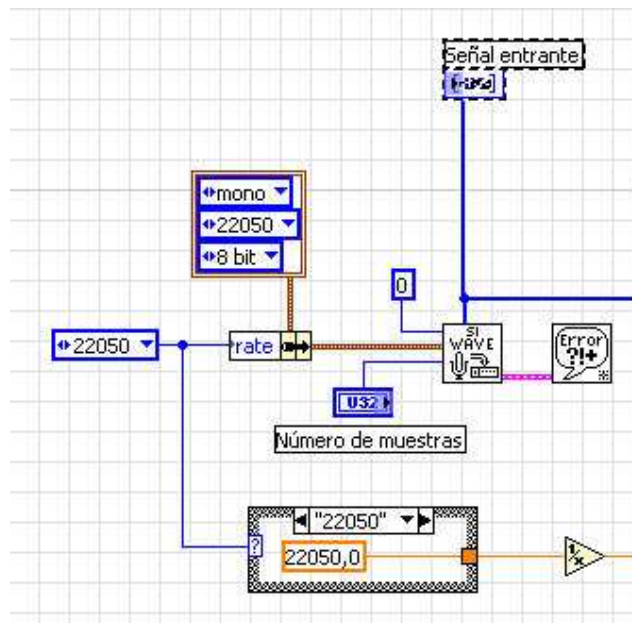 Señal entrante
mono
22050
8 bit
0
22050
rate
SI
WAVE
Error
?!+
U32
Número de muestras
"22050"
?
22050,0
1/x